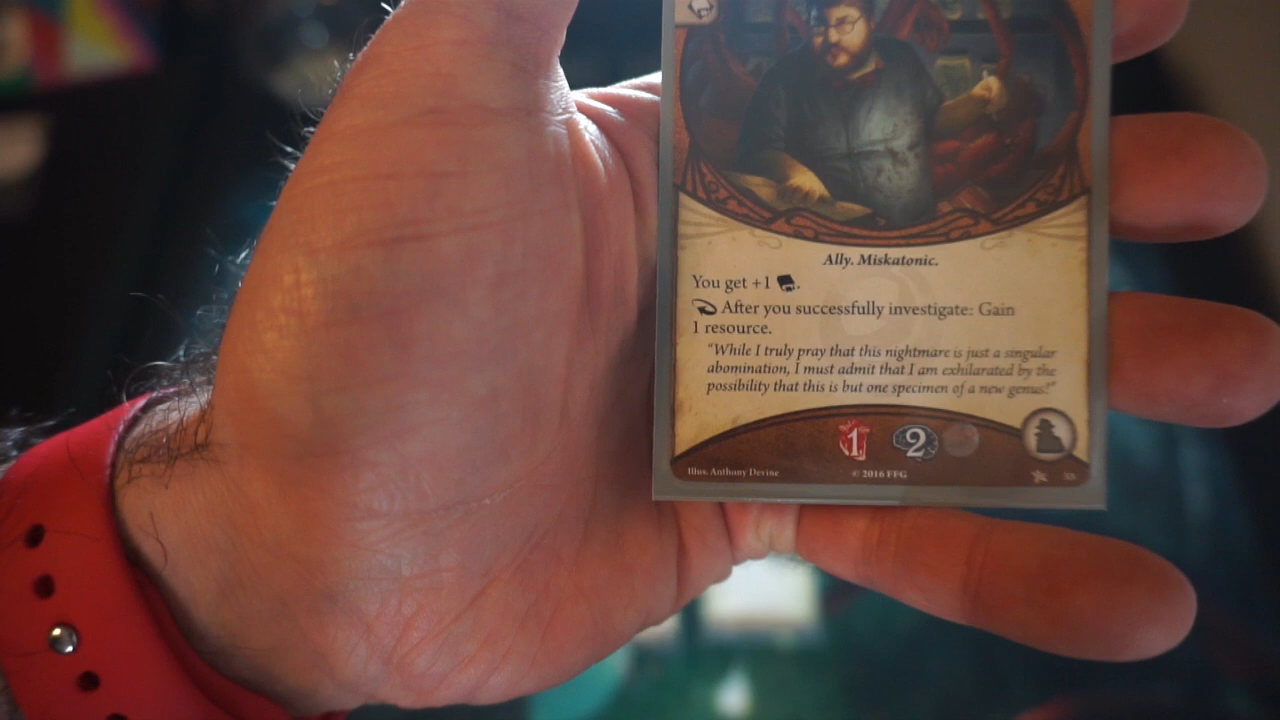 Ally. Miskatonic.
You get +1 .
After you successfully investigate: Gain
1 resource.
"While I truly pray that this nightmare is just a singular
abomination, I must admit that I am exhilarated by the
possibility that this is but one specimen of a new genus!"
1 2
Illus. Anthony Devine © 2016 FFG